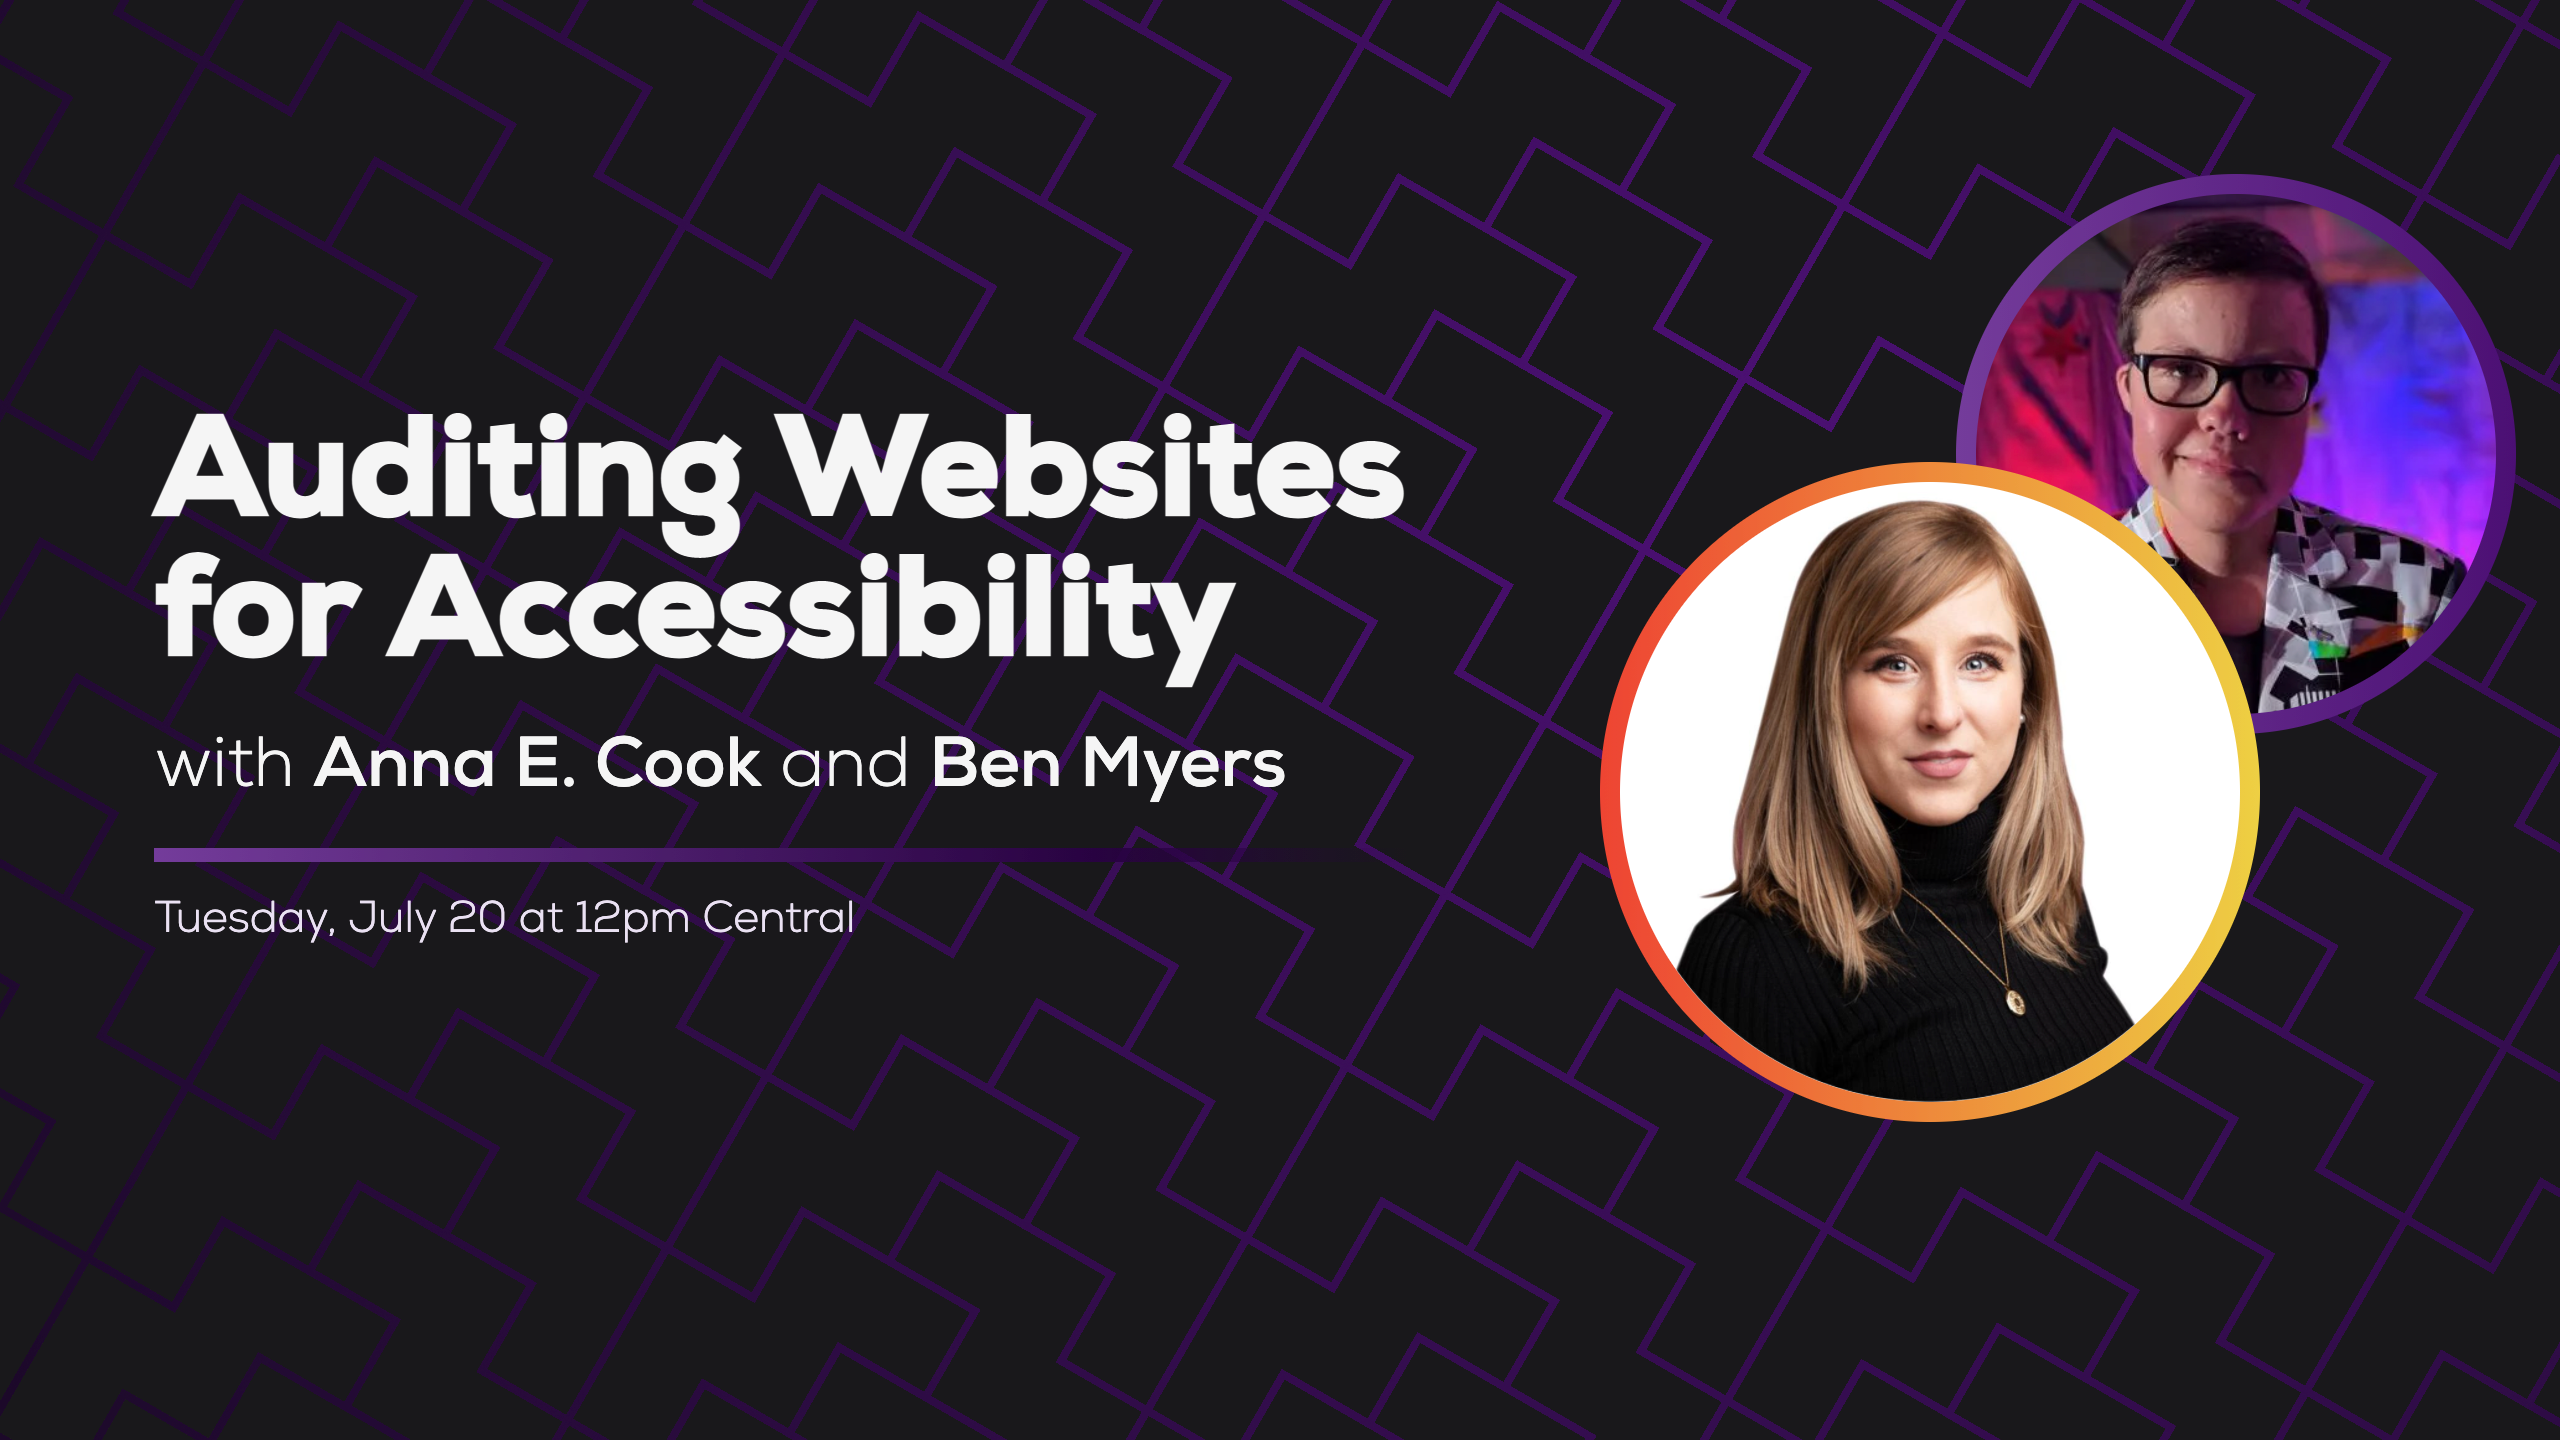 Auditing Websites
for Accessibility
with Anna E. Cook and Ben Myers
Tuesday, July 20 at 12pm Central